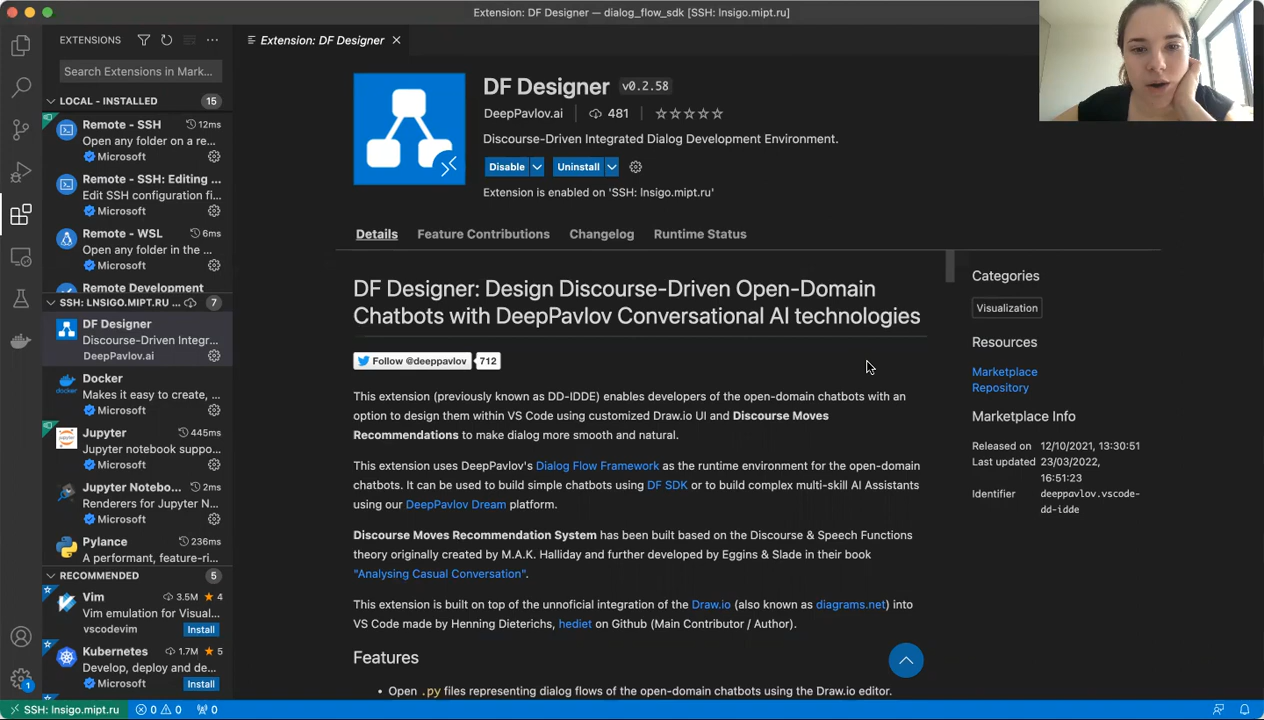 Extension: DF Designer — dialog_flow_sdk [SSH: lnsigo.mipt.ru]
EXTENSIONS
Search Extensions in Mark...
LOCAL - INSTALLED 15
Remote - SSH 12ms
Open any folder on a re...
Microsoft
Remote - SSH: Editing ...
Edit SSH configuration fi...
Microsoft
Remote - WSL 6ms
Open any folder in the ...
Microsoft
Remote Development
SSH: LNSIGO.MIPT.RU ... 7
DF Designer
Discourse-Driven Integr...
DeepPavlov.ai
Docker
Makes it easy to create, ...
Microsoft
Jupyter 445ms
Jupyter notebook suppo...
Microsoft
Jupyter Notebo... 2ms
Renderers for Jupyter N...
Microsoft
Pylance 236ms
A performant, feature-ri...
RECOMMENDED 5
Vim 3.5M 4
Vim emulation for Visual...
vscodevim Install
Kubernetes 1.7M 5
Develop, deploy and de...
Microsoft Install
Extension: DF Designer
DF Designer v0.2.58
DeepPavlov.ai 481
Discourse-Driven Integrated Dialog Development Environment.
Disable Uninstall
Extension is enabled on 'SSH: lnsigo.mipt.ru'
Details Feature Contributions Changelog Runtime Status
DF Designer: Design Discourse-Driven Open-Domain
Chatbots with DeepPavlov Conversational AI technologies
Follow @deeppavlov 712
This extension (previously known as DD-IDDE) enables developers of the open-domain chatbots with an
option to design them within VS Code using customized Draw.io UI and Discourse Moves
Recommendations to make dialog more smooth and natural.
This extension uses DeepPavlov's Dialog Flow Framework as the runtime environment for the open-domain
chatbots. It can be used to build simple chatbots using DF SDK or to build complex multi-skill AI Assistants
using our DeepPavlov Dream platform.
Discourse Moves Recommendation System has been built based on the Discourse & Speech Functions
theory originally created by M.A.K. Halliday and further developed by Eggins & Slade in their book
"Analysing Casual Conversation".
This extension is built on top of the unnoficial integration of the Draw.io (also known as diagrams.net) into
VS Code made by Henning Dieterichs, hediet on Github (Main Contributor / Author).
Features
• Open .py files representing dialog flows of the open-domain chatbots using the Draw.io editor.
Categories
Visualization
Resources
Marketplace
Repository
Marketplace Info
Released on 12/10/2021, 13:30:51
Last updated 23/03/2022,
16:51:23
Identifier deeppavlov.vscode-
dd-idde
1
SSH: lnsigo.mipt.ru 0 0 0